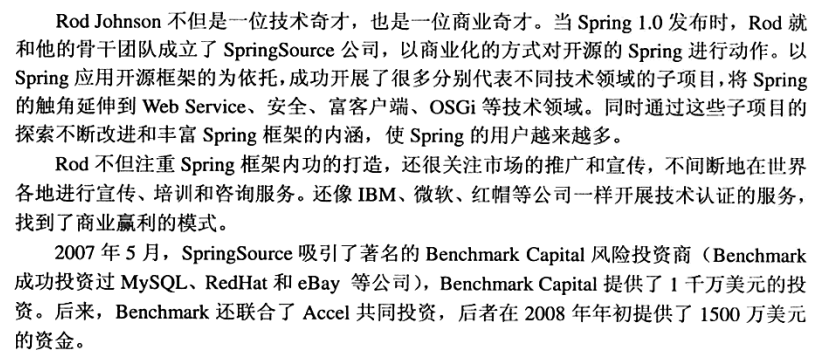 Rod Johnson 不但是一位技术奇才，也是一位商业奇才。当 Spring 1.0 发布时，Rod 就
和他的骨干团队成立了 SpringSource 公司，以商业化的方式对开源的 Spring 进行动作。以
Spring 应用开源框架的为依托，成功开展了很多分别代表不同技术领域的子项目，将 Spring
的触角延伸到 Web Service、安全、富客户端、OSGi 等技术领域。同时通过这些子项目的
探索不断改进和丰富 Spring 框架的内涵，使 Spring 的用户越来越多。
Rod 不但注重 Spring 框架内功的打造，还很关注市场的推广和宣传，不间断地在世界
各地进行宣传、培训和咨询服务。还像 IBM、微软、红帽等公司一样开展技术认证的服务，
找到了商业赢利的模式。
2007 年 5 月，SpringSource 吸引了著名的 Benchmark Capital 风险投资商（Benchmark
成功投资过 MySQL、RedHat 和 eBay 等公司），Benchmark Capital 提供了 1 千万美元的投
资。后来，Benchmark 还联合了 Accel 共同投资，后者在 2008 年年初提供了 1500 万美元
的资金。